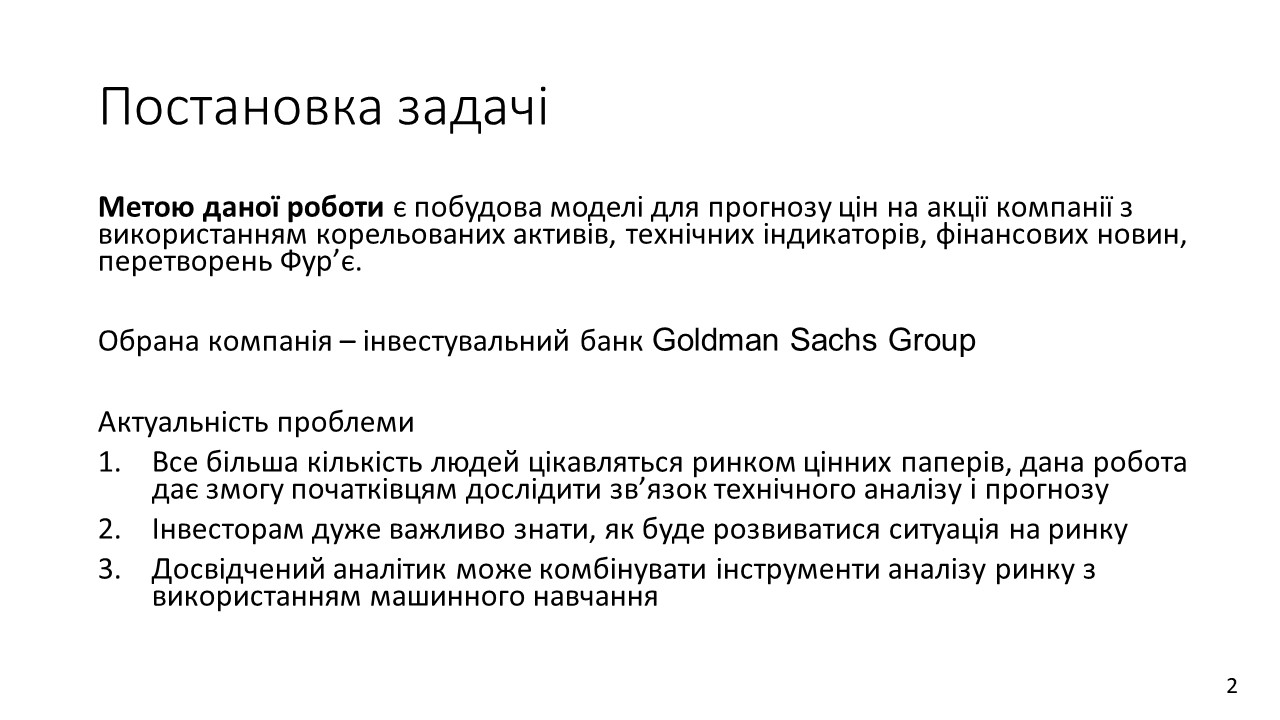 Постановка задачі
Метою даної роботи є побудова моделі для прогнозу цін на акції компанії з
використанням корельованих активів, технічних індикаторів, фінансових новин,
перетворень Фур’є.
Обрана компанія – інвестувальний банк Goldman Sachs Group
Актуальність проблеми
1. Все більша кількість людей цікавляться ринком цінних паперів, дана робота
дає змогу початківцям дослідити зв’язок технічного аналізу і прогнозу
2. Інвесторам дуже важливо знати, як буде розвиватися ситуація на ринку
3. Досвідчений аналітик може комбінувати інструменти аналізу ринку з
використанням машинного навчання
2